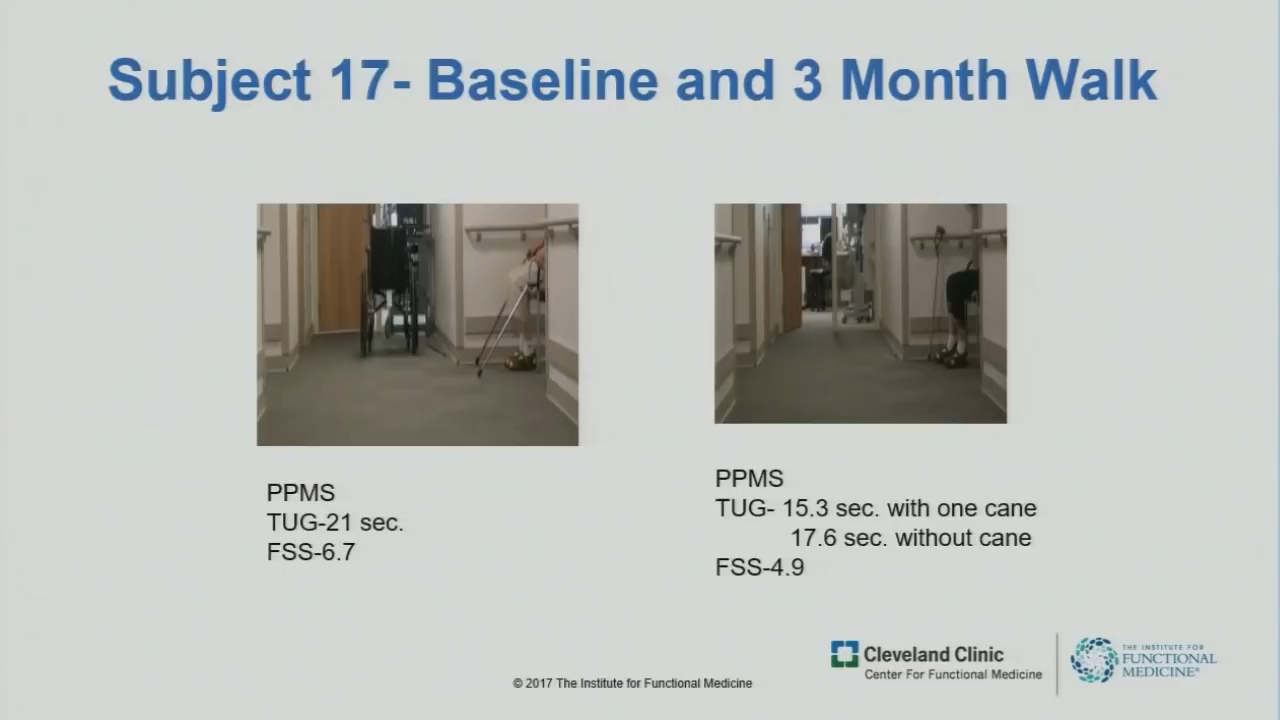 Subject 17- Baseline and 3 Month Walk
PPMS
TUG-21 sec.
FSS-6.7
PPMS
TUG- 15.3 sec. with one cane
17.6 sec. without cane
FSS-4.9
Cleveland Clinic
Center For Functional Medicine
THE INSTITUTE FOR
FUNCTIONAL
MEDICINE®
© 2017 The Institute for Functional Medicine